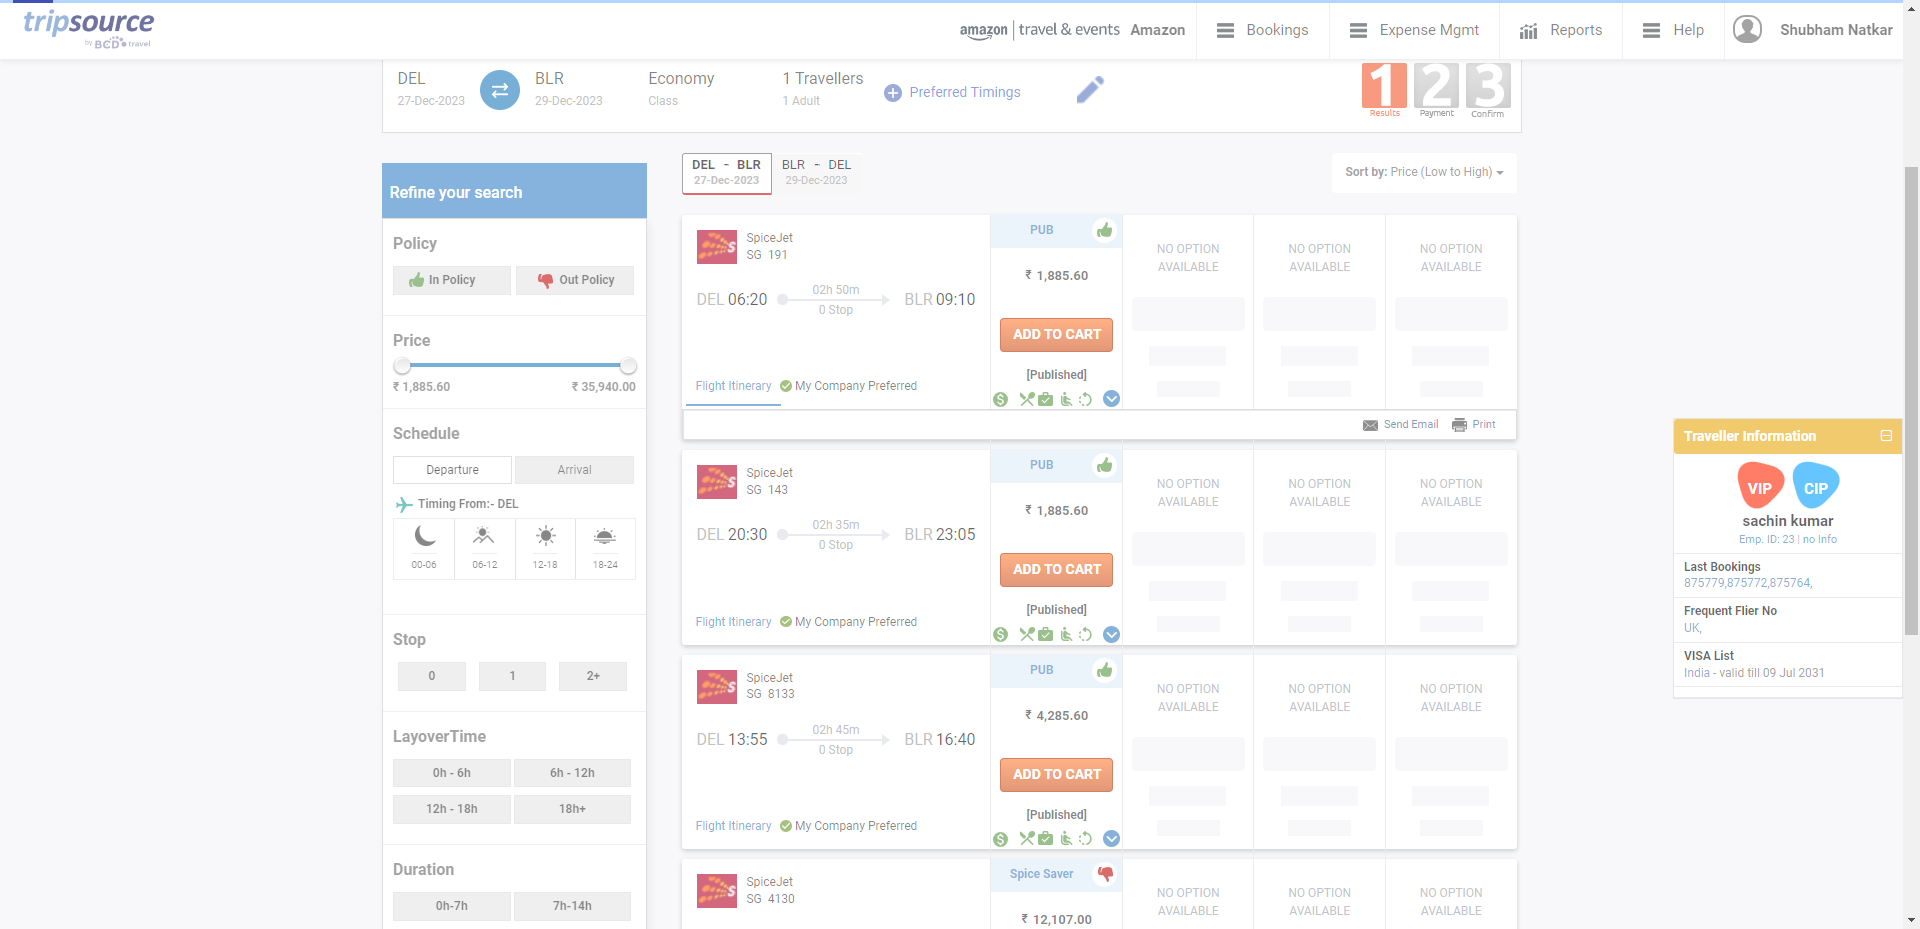 tripsource
by BCD travel
amazon | travel & events Amazon
Bookings
Expense Mgmt
Reports
Help
Shubham Natkar
DEL
27-Dec-2023
BLR
29-Dec-2023
Economy
Class
1 Travellers
1 Adult
Preferred Timings
1 2 3
Results Payment Confirm
Refine your search
Policy
In Policy Out Policy
Price
₹ 1,885.60 ₹ 35,940.00
Schedule
Departure Arrival
Timing From:- DEL
00-06 06-12 12-18 18-24
Stop
0 1 2+
LayoverTime
0h - 6h 6h - 12h
12h - 18h 18h+
Duration
0h-7h 7h-14h
DEL - BLR
27-Dec-2023
BLR - DEL
29-Dec-2023
Sort by: Price (Low to High)
SpiceJet
SG 191
DEL 06:20
02h 50m
0 Stop
BLR 09:10
Flight Itinerary My Company Preferred
PUB
₹ 1,885.60
ADD TO CART
[Published]
NO OPTION
AVAILABLE
NO OPTION
AVAILABLE
NO OPTION
AVAILABLE
Send Email Print
SpiceJet
SG 143
DEL 20:30
02h 35m
0 Stop
BLR 23:05
Flight Itinerary My Company Preferred
PUB
₹ 1,885.60
ADD TO CART
[Published]
NO OPTION
AVAILABLE
NO OPTION
AVAILABLE
NO OPTION
AVAILABLE
SpiceJet
SG 8133
DEL 13:55
02h 45m
0 Stop
BLR 16:40
Flight Itinerary My Company Preferred
PUB
₹ 4,285.60
ADD TO CART
[Published]
NO OPTION
AVAILABLE
NO OPTION
AVAILABLE
NO OPTION
AVAILABLE
SpiceJet
SG 4130
Spice Saver
₹ 12,107.00
NO OPTION
AVAILABLE
NO OPTION
AVAILABLE
NO OPTION
AVAILABLE
Traveller Information
VIP CIP
sachin kumar
Emp. ID: 23 | no info
Last Bookings
875779,875772,875764,
Frequent Flier No
UK,
VISA List
India - valid till 09 Jul 2031